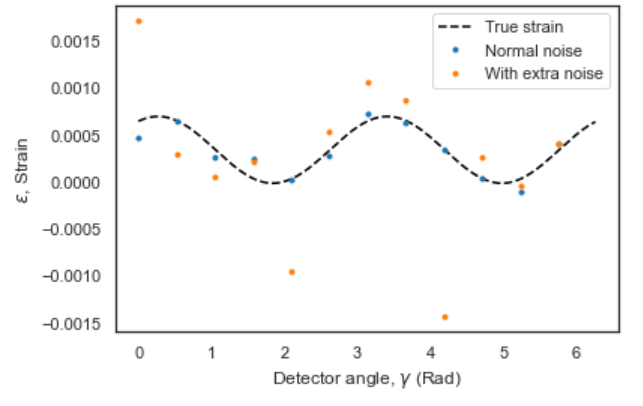 0.0015
0.0010
0.0005
0.0000
−0.0005
−0.0010
−0.0015
ε, Strain
True strain
Normal noise
With extra noise
0 1 2 3 4 5 6
Detector angle, γ (Rad)